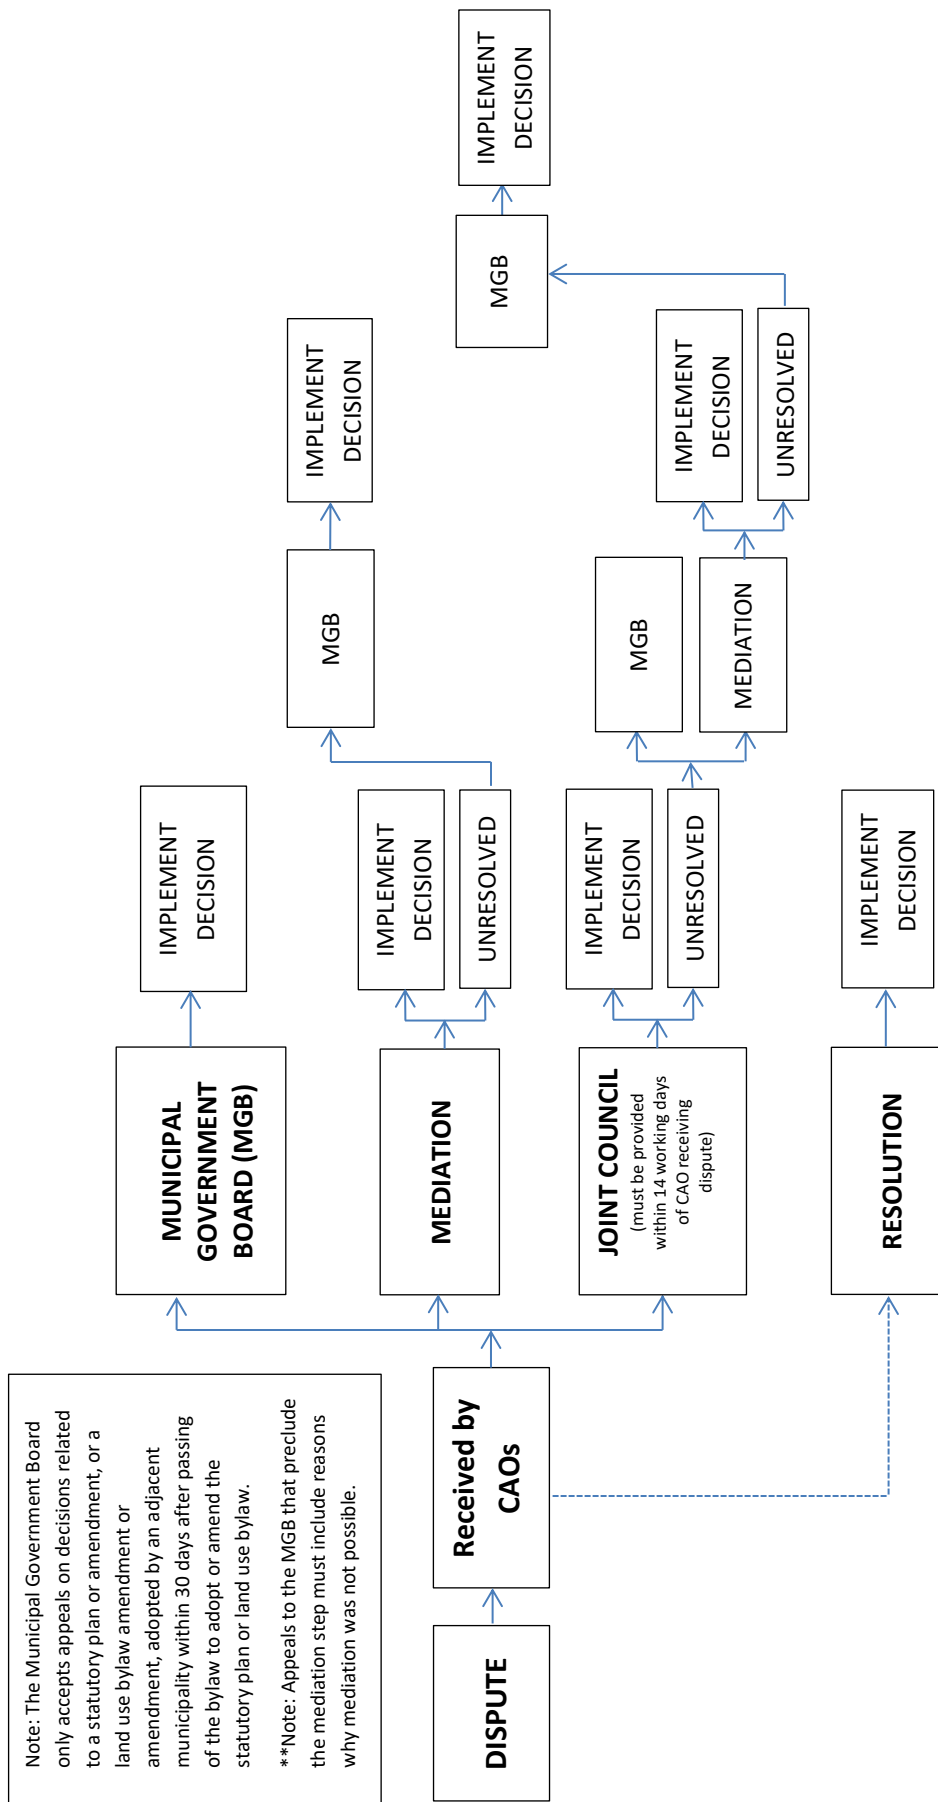 Note: The Municipal Government Board
only accepts appeals on decisions related
to a statutory plan or amendment, or a
land use bylaw amendment or
amendment, adopted by an adjacent
municipality within 30 days after passing
of the bylaw to adopt or amend the
statutory plan or land use bylaw.
**Note: Appeals to the MGB that preclude
the mediation step must include reasons
why mediation was not possible.
DISPUTE
Received by
CAOs
MUNICIPAL
GOVERNMENT
BOARD (MGB)
IMPLEMENT
DECISION
MEDIATION
IMPLEMENT
DECISION
UNRESOLVED
MGB
IMPLEMENT
DECISION
JOINT COUNCIL
(must be provided
within 14 working days
of CAO receiving
dispute)
IMPLEMENT
DECISION
UNRESOLVED
MGB
MEDIATION
IMPLEMENT
DECISION
UNRESOLVED
MGB
IMPLEMENT
DECISION
RESOLUTION
IMPLEMENT
DECISION